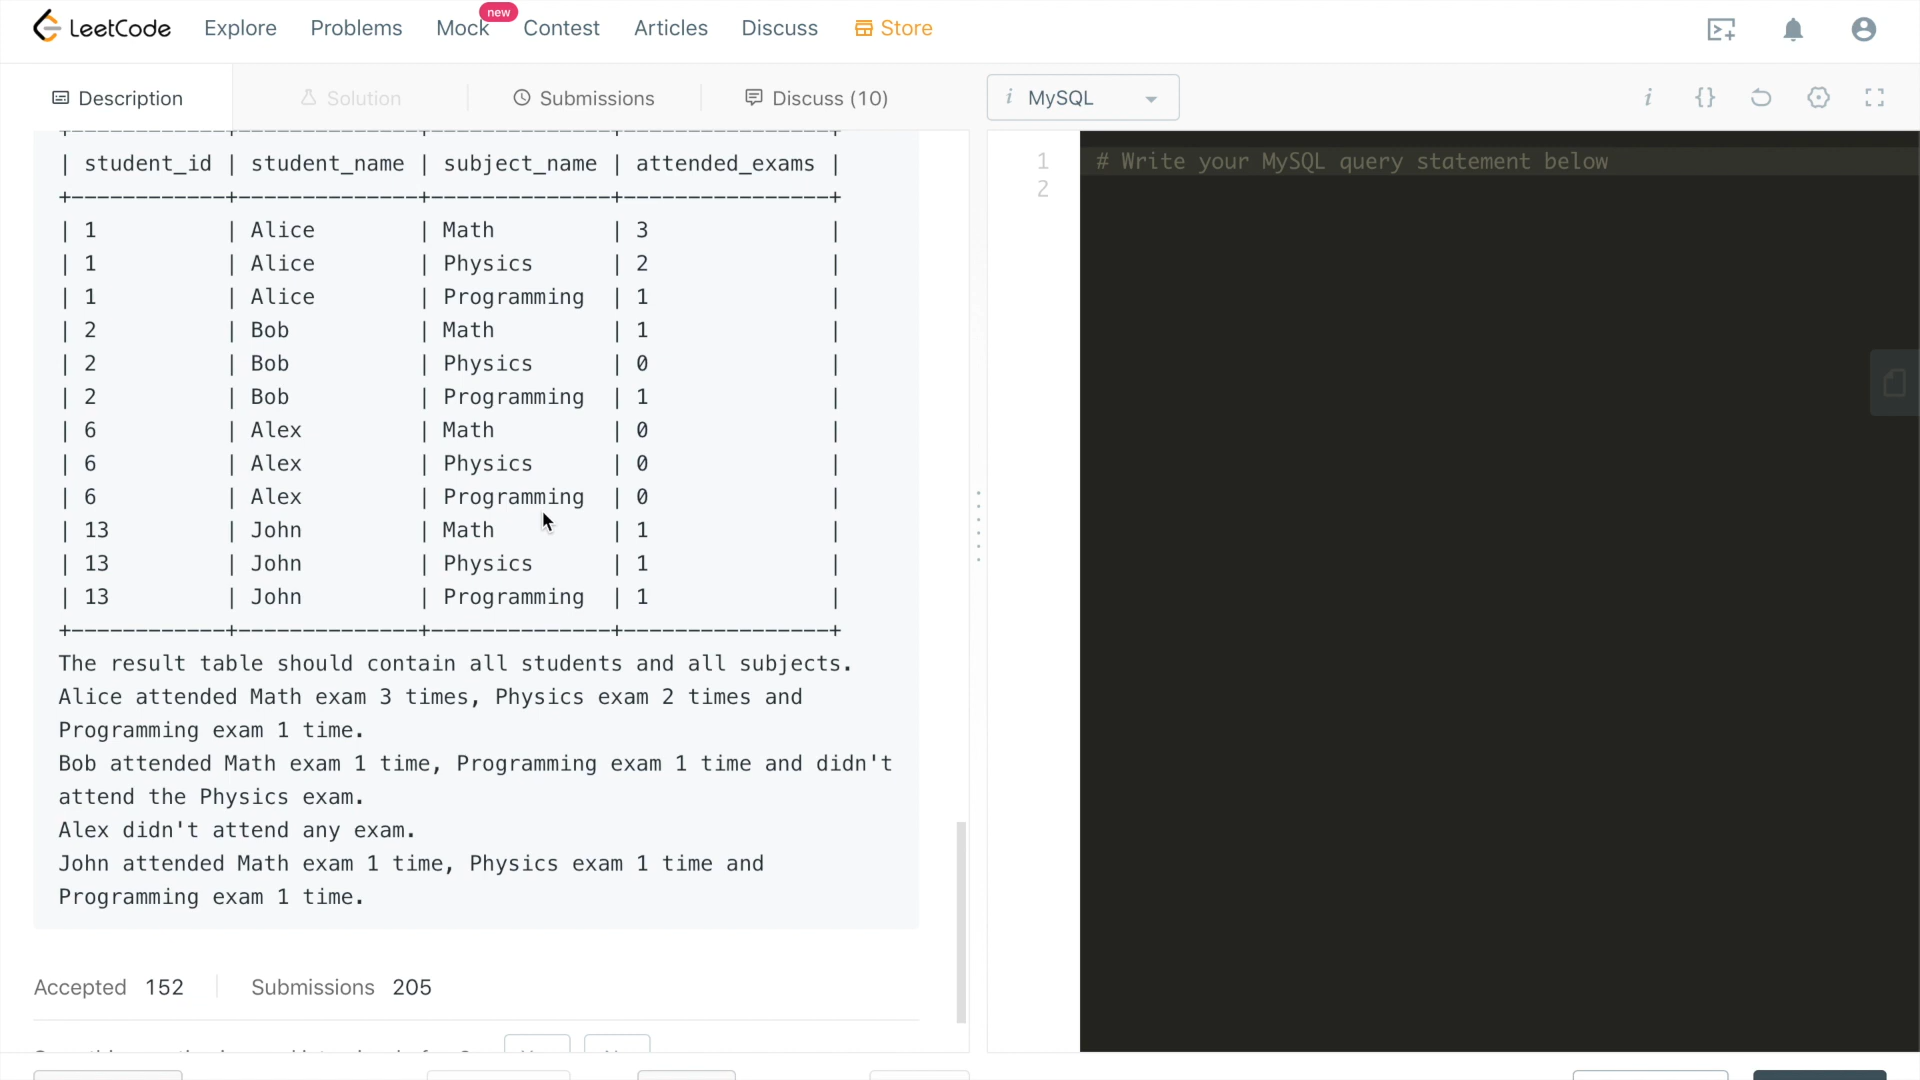 LeetCode Explore Problems Mock new Contest Articles Discuss Store
Description Solution Submissions Discuss (10) i MySQL i {}
| student_id | student_name | subject_name | attended_exams |
+------------+--------------+--------------+----------------+
| 1 | Alice | Math | 3 |
| 1 | Alice | Physics | 2 |
| 1 | Alice | Programming | 1 |
| 2 | Bob | Math | 1 |
| 2 | Bob | Physics | 0 |
| 2 | Bob | Programming | 1 |
| 6 | Alex | Math | 0 |
| 6 | Alex | Physics | 0 |
| 6 | Alex | Programming | 0 |
| 13 | John | Math | 1 |
| 13 | John | Physics | 1 |
| 13 | John | Programming | 1 |
+------------+--------------+--------------+----------------+
The result table should contain all students and all subjects.
Alice attended Math exam 3 times, Physics exam 2 times and
Programming exam 1 time.
Bob attended Math exam 1 time, Programming exam 1 time and didn't
attend the Physics exam.
Alex didn't attend any exam.
John attended Math exam 1 time, Physics exam 1 time and
Programming exam 1 time.
Accepted 152 Submissions 205
1 # Write your MySQL query statement below
2